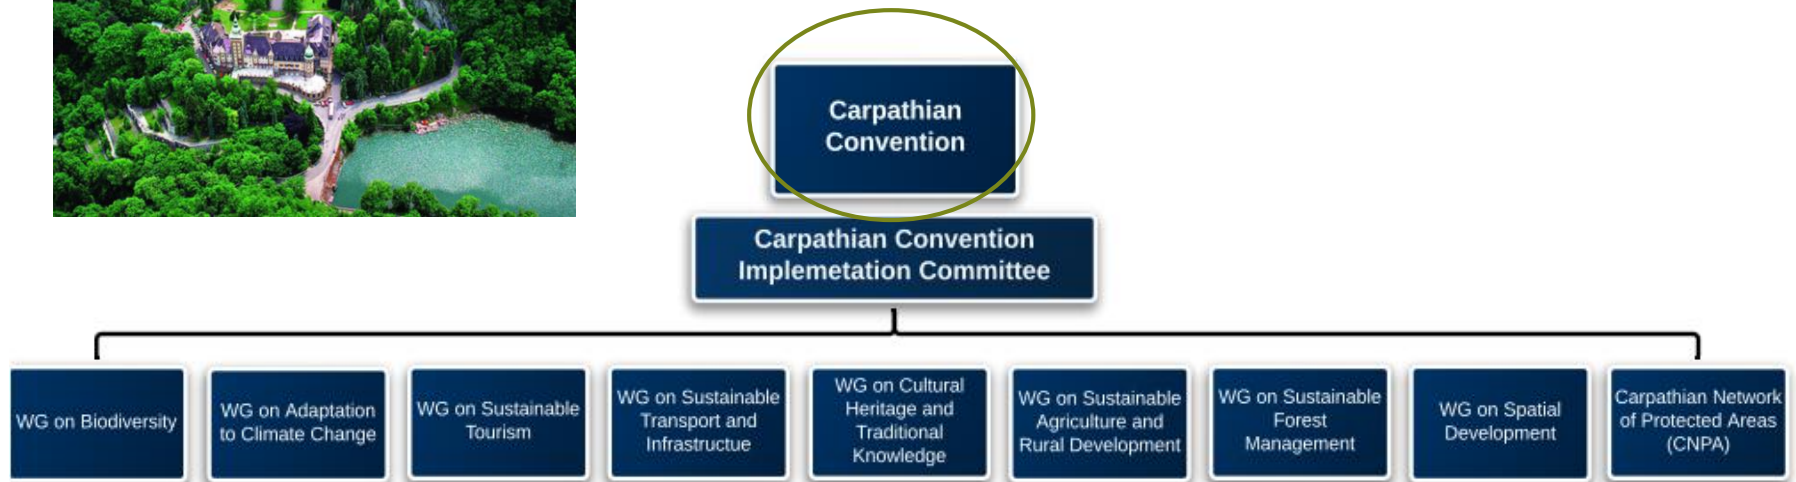 Carpathian
Convention
Carpathian Convention
Implemetation Committee
WG on Biodiversity
WG on Adaptation
to Climate Change
WG on Sustainable
Tourism
WG on Sustainable
Transport and
Infrastructue
WG on Cultural
Heritage and
Traditional
Knowledge
WG on Sustainable
Agriculture and
Rural Development
WG on Sustainable
Forest
Management
WG on Spatial
Development
Carpathian Network
of Protected Areas
(CNPA)